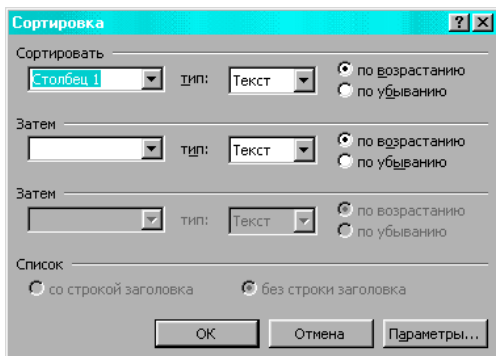 Сортировка
Сортировать
Столбец 1 тип: Текст по возрастанию
по убыванию
Затем
тип: Текст по возрастанию
по убыванию
Затем
тип: Текст по возрастанию
по убыванию
Список
со строкой заголовка без строки заголовка
ОК Отмена Параметры...